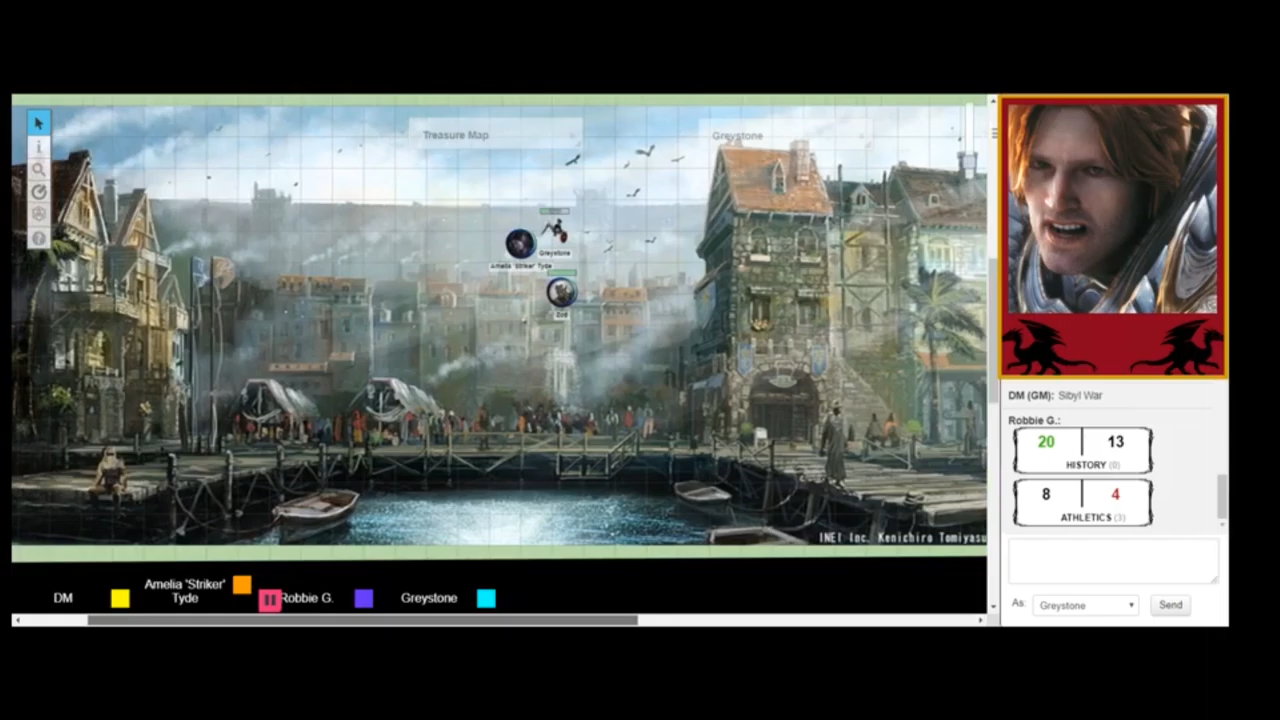 Treasure Map
Greystone
Greystone
Amelia 'Striker' Tyde
Zoe
INEI Inc. Kenichiro Tomiyasu
DM (GM): Sibyl War
Robbie G.:
20 13
HISTORY (0)
8 4
ATHLETICS (3)
As: Greystone Send
DM
Amelia 'Striker'
Tyde
Robbie G.
Greystone